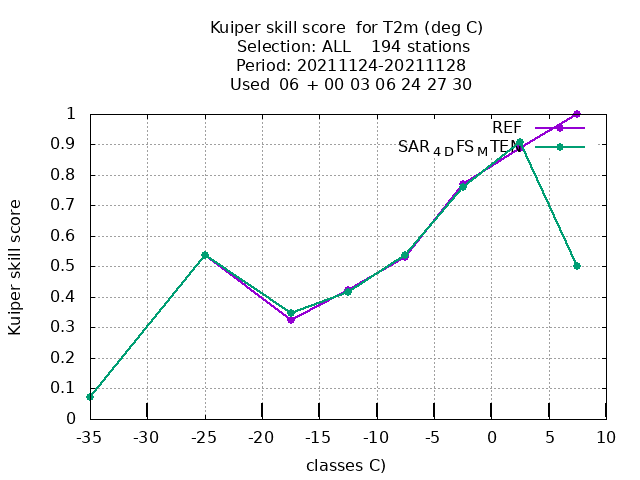 Kuiper skill score  for T2m (deg C)
Selection: ALL    194 stations
Period: 20211124-20211128
Used  06  + 00 03 06 24 27 30
1
0.9
0.8
0.7
0.6
0.5
0.4
0.3
0.2
0.1
0
Kuiper skill score
REF
SAR4DFSMTEN
-35 -30 -25 -20 -15 -10 -5 0 5 10
classes C)